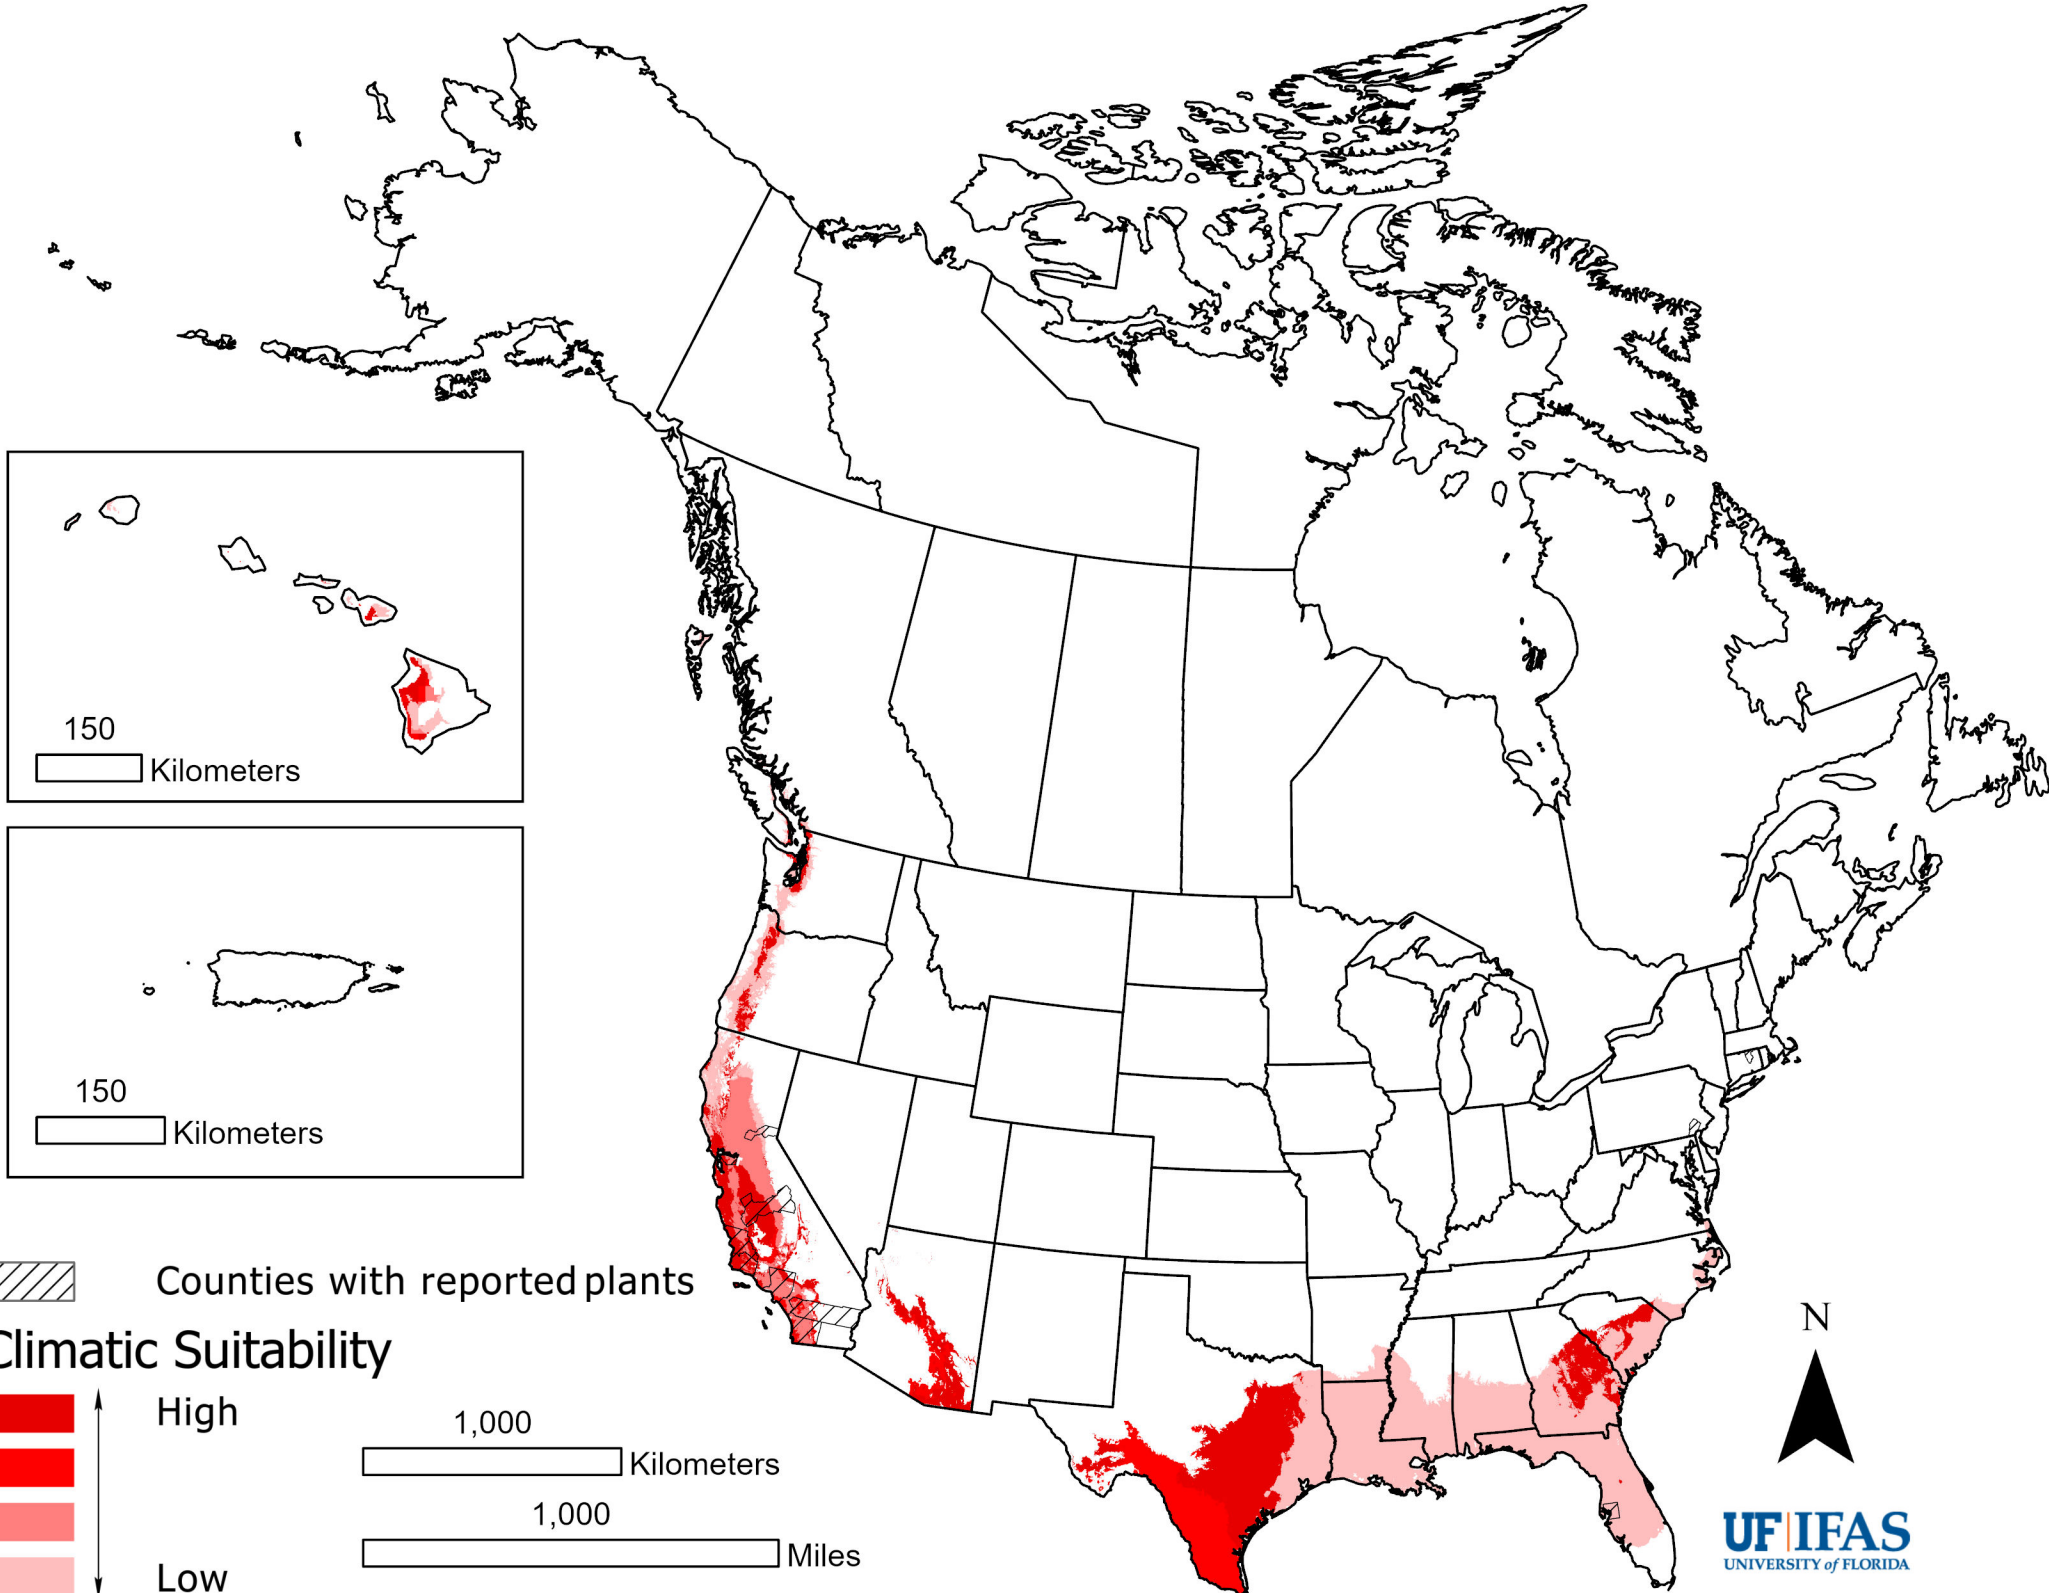 150
Kilometers
150
Kilometers
Counties with reported plants
Climatic Suitability
High
Low
1,000
Kilometers
1,000
Miles
N
UF|IFAS
UNIVERSITY of FLORIDA